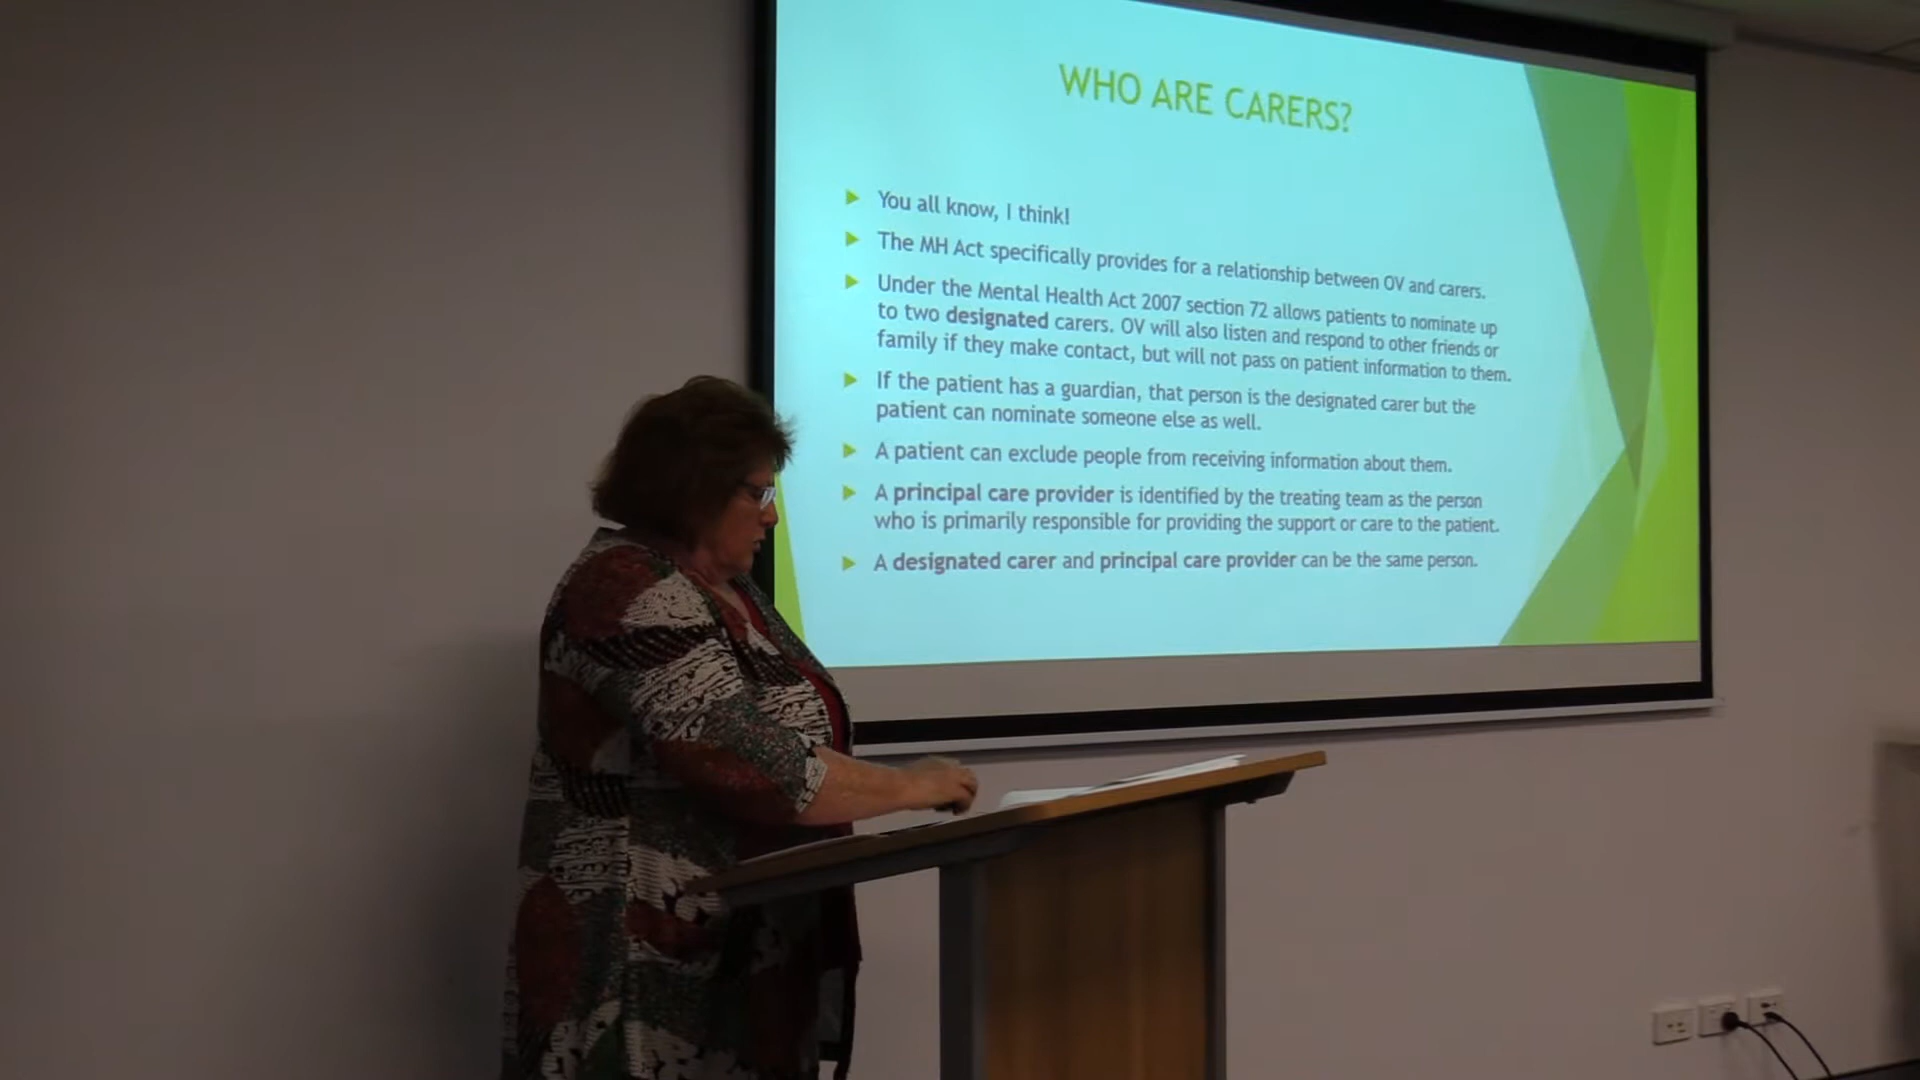 WHO ARE CARERS?
You all know, I think!
The MH Act specifically provides for a relationship between OV and carers.
Under the Mental Health Act 2007 section 72 allows patients to nominate up
to two designated carers. OV will also listen and respond to other friends or
family if they make contact, but will not pass on patient information to them.
If the patient has a guardian, that person is the designated carer but the
patient can nominate someone else as well.
A patient can exclude people from receiving information about them.
A principal care provider is identified by the treating team as the person
who is primarily responsible for providing the support or care to the patient.
A designated carer and principal care provider can be the same person.